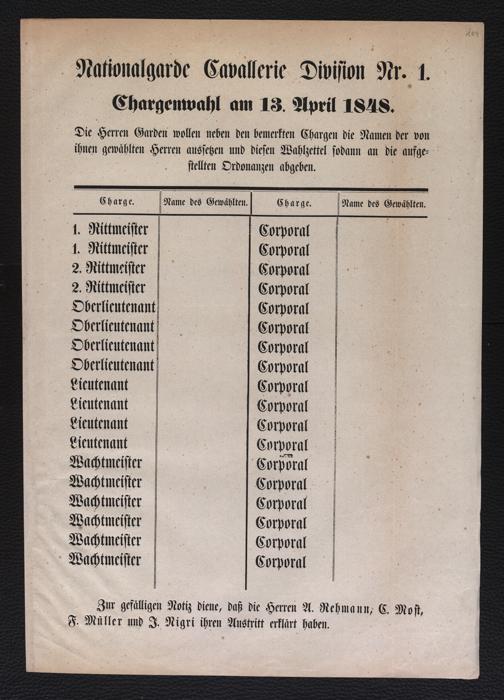 Nationalgarde Cavallerie Division Nr. 1.
Chargenwahl am 13. April 1848.
Die Herren Garden wollen neben den bemerkten Chargen die Namen der von
ihnen gewählten Herren aussetzen und diesen Wahlzettel sodann an die aufge-
stellten Ordonanzen abgeben.
Charge. Name des Gewählten. Charge. Name des Gewählten.
1. Rittmeister Corporal
1. Rittmeister Corporal
2. Rittmeister Corporal
2. Rittmeister Corporal
Oberlieutenant Corporal
Oberlieutenant Corporal
Oberlieutenant Corporal
Oberlieutenant Corporal
Lieutenant Corporal
Lieutenant Corporal
Lieutenant Corporal
Lieutenant Corporal
Wachtmeister Corporal
Wachtmeister Corporal
Wachtmeister Corporal
Wachtmeister Corporal
Wachtmeister Corporal
Wachtmeister Corporal
Zur gefälligen Notiz diene, daß die Herren A. Rehmann, C. Most,
F. Müller und J. Nigri ihren Austritt erklärt haben.